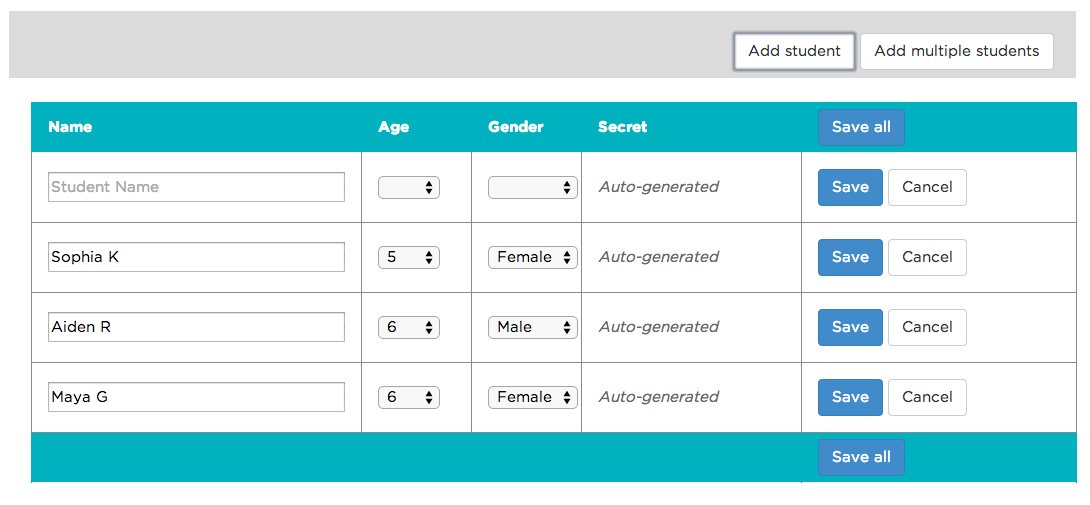 Add student Add multiple students
Name Age Gender Secret Save all
Student Name Auto-generated Save Cancel
Sophia K 5 Female Auto-generated Save Cancel
Aiden R 6 Male Auto-generated Save Cancel
Maya G 6 Female Auto-generated Save Cancel
Save all